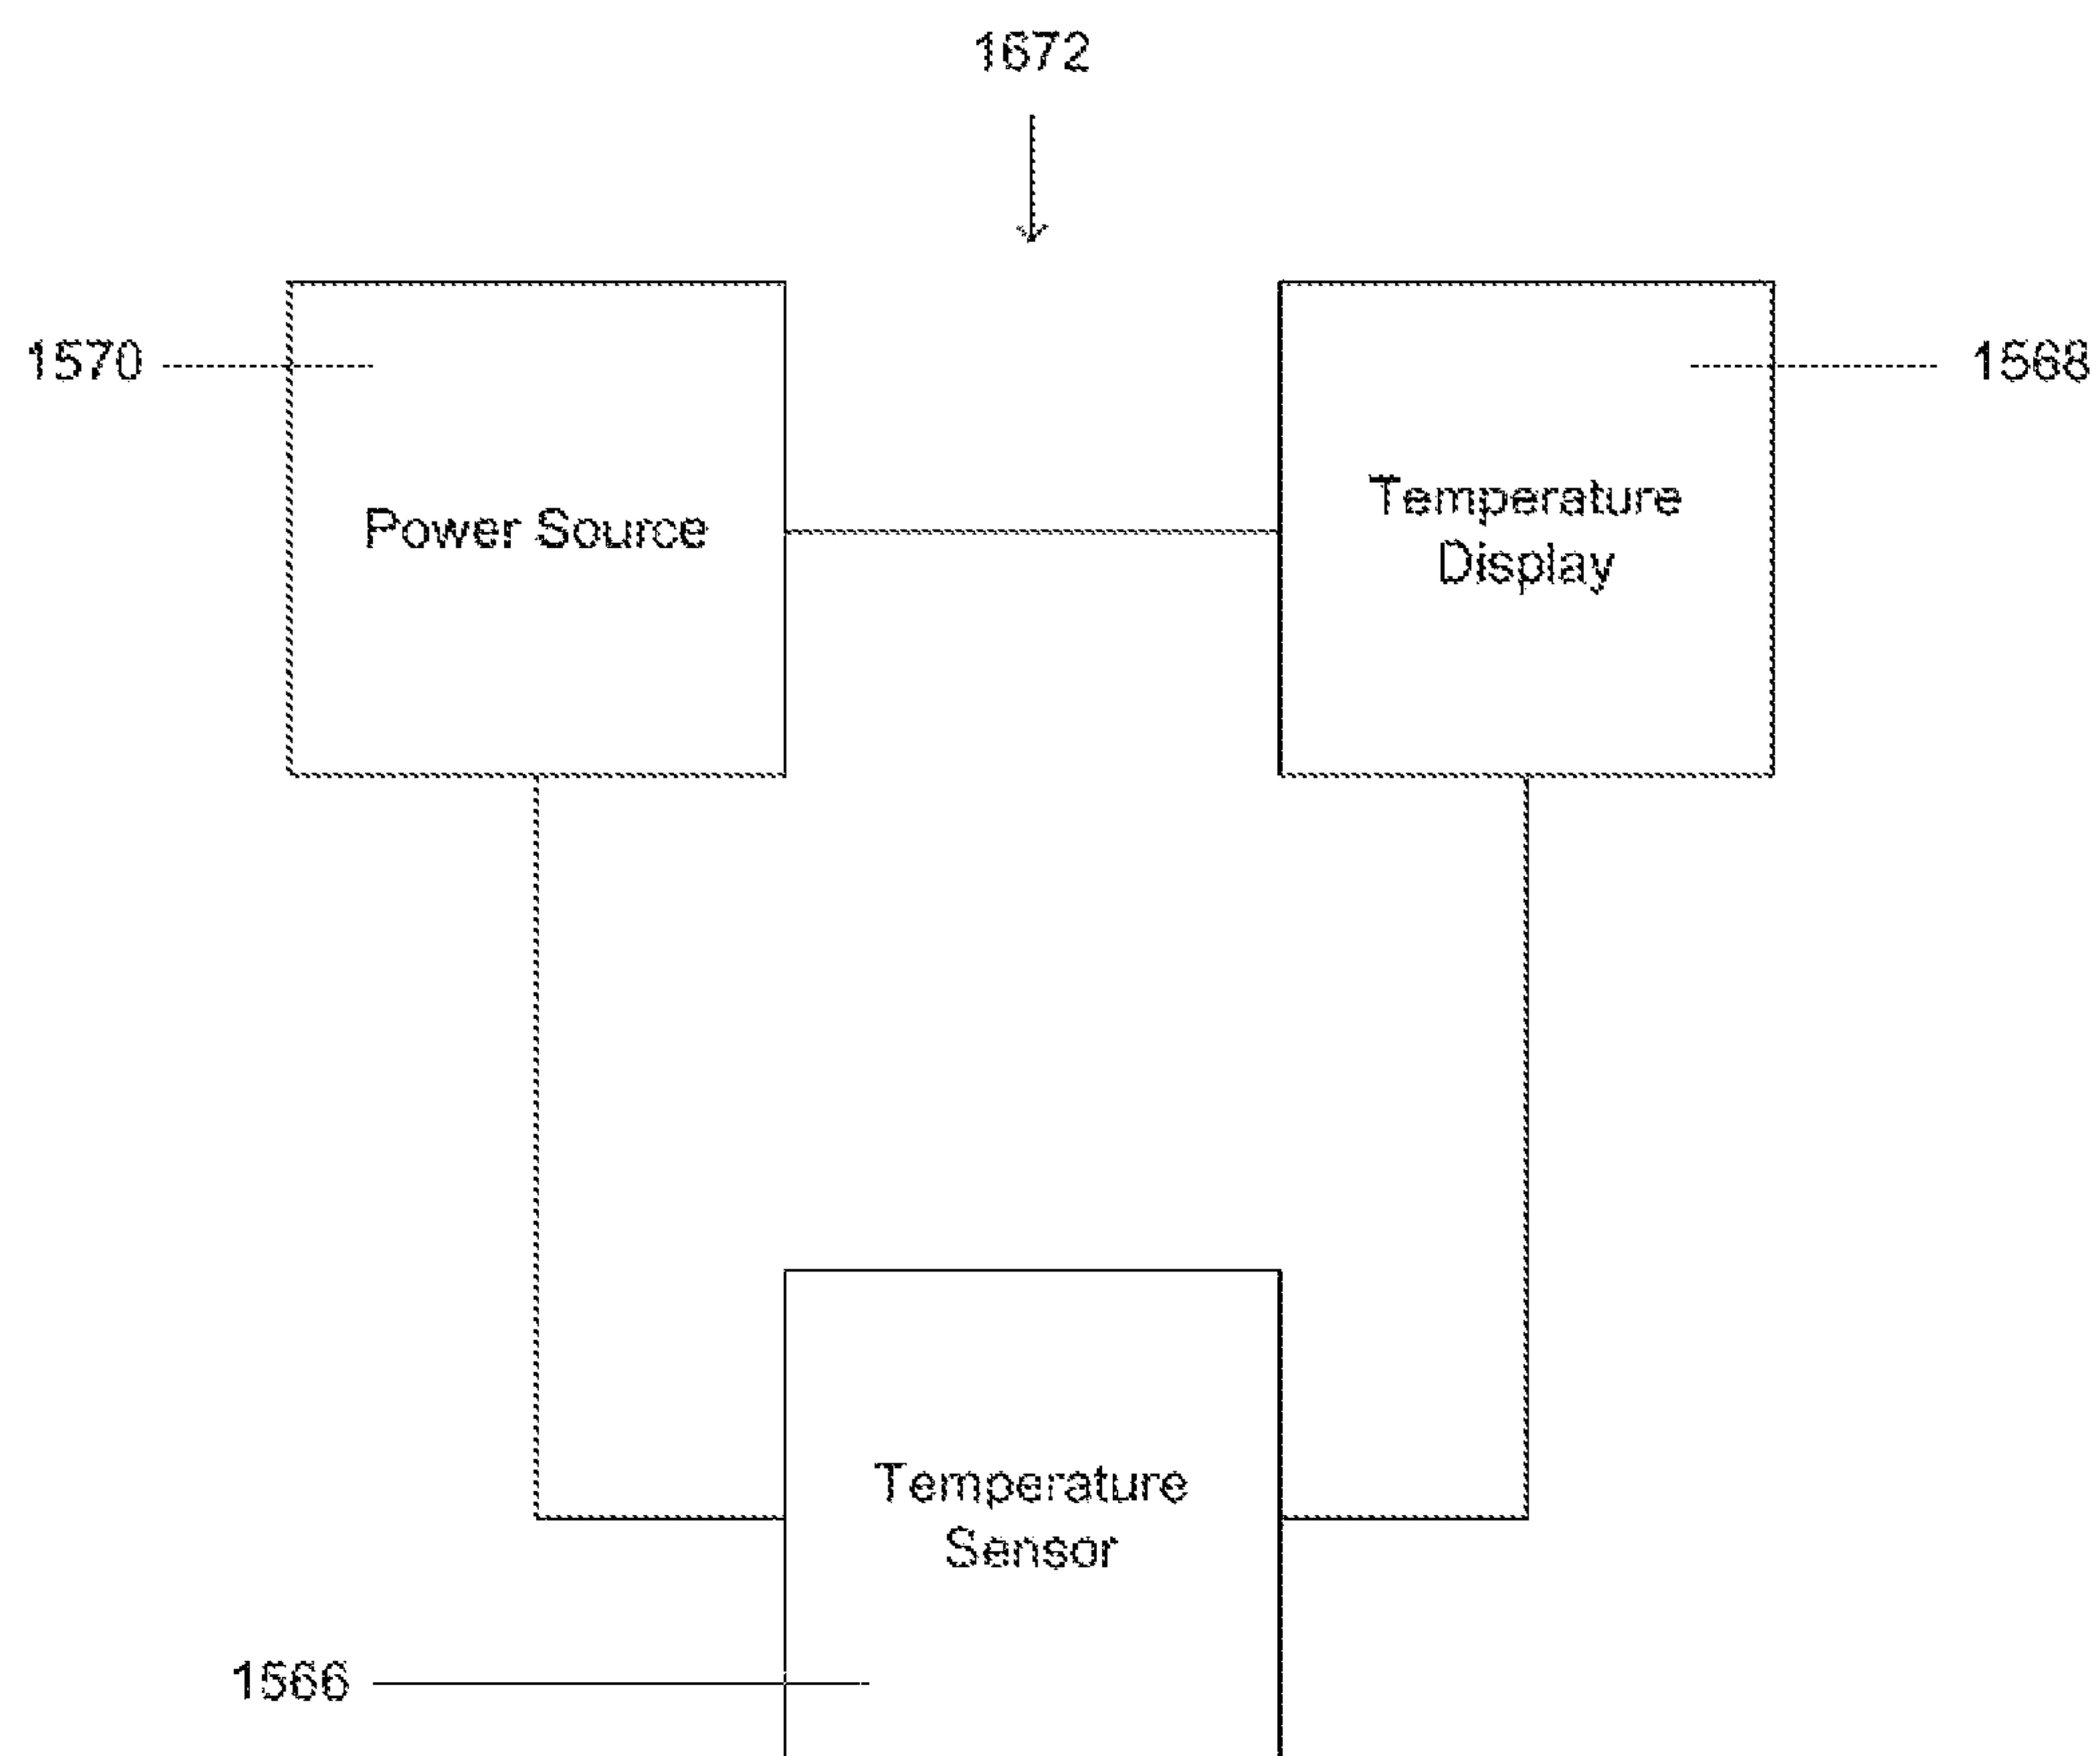 1672
1570
1568
Power Source
Temperature
Display
Temperature
Sensor
1566